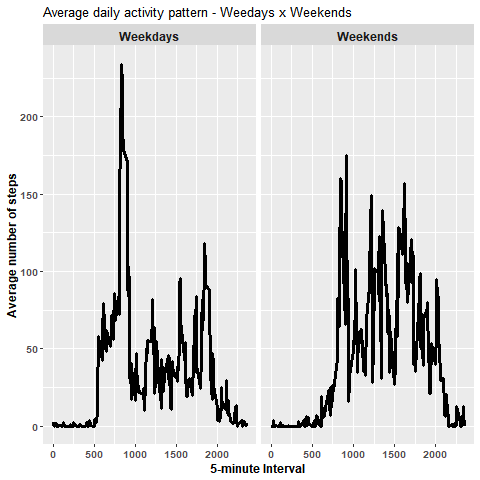 Average daily activity pattern - Weedays x Weekends
Weekdays Weekends
200
150
100
50
0
0 500 1000 1500 2000 0 500 1000 1500 2000
Average number of steps
5-minute Interval